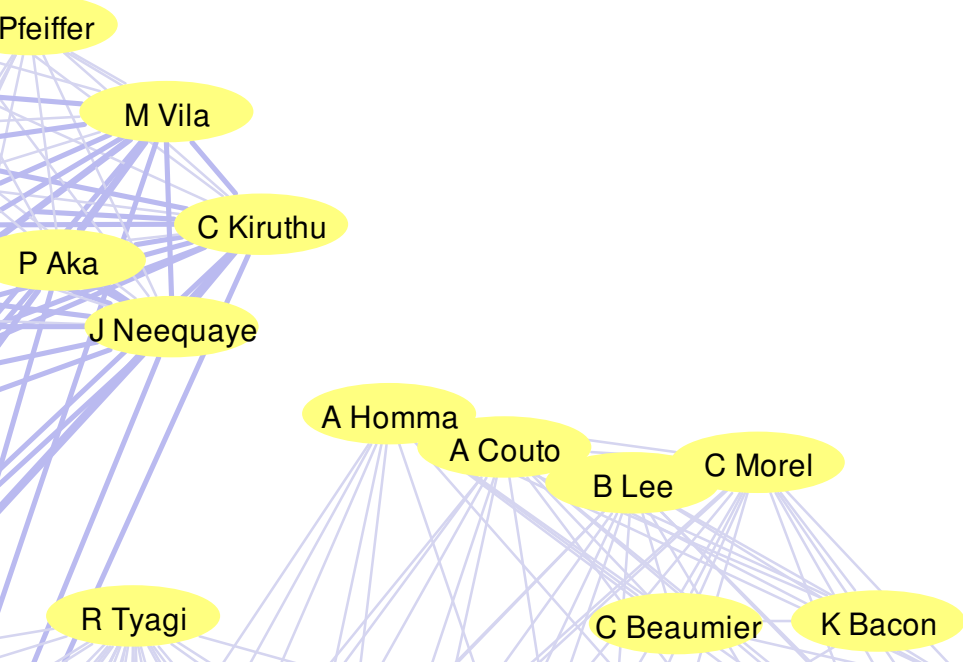 Pfeiffer
M Vila
C Kiruthu
P Aka
J Neequaye
A Homma
A Couto
C Morel
B Lee
R Tyagi
C Beaumier
K Bacon